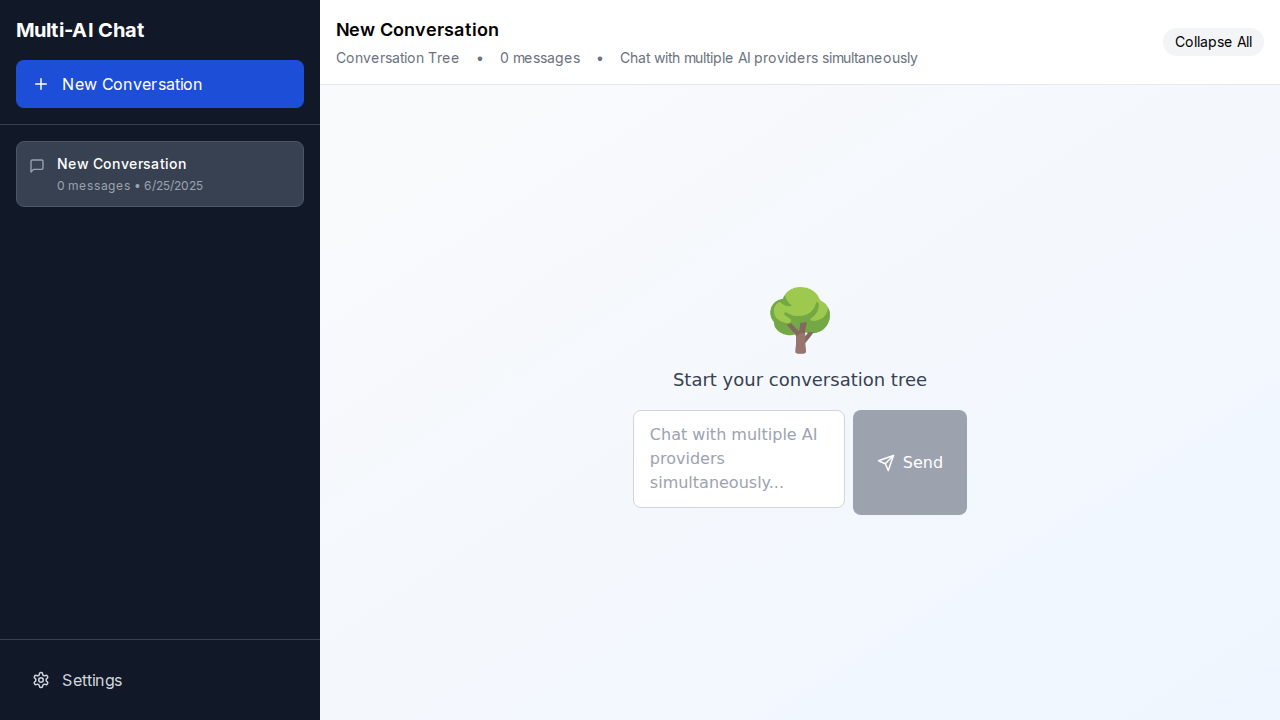 Multi-AI Chat
New Conversation
New Conversation
0 messages • 6/25/2025
Settings
New Conversation
Conversation Tree • 0 messages • Chat with multiple AI providers simultaneously
Collapse All
Start your conversation tree
Chat with multiple AI
providers
simultaneously...
Send